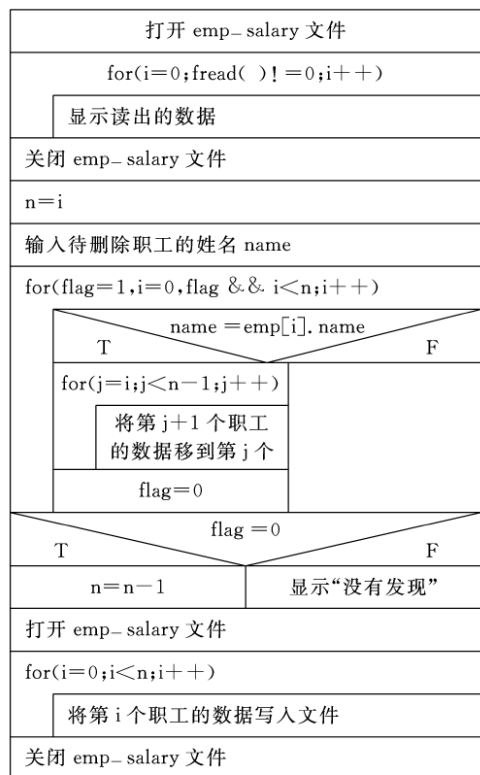 打开 emp_salary 文件
for(i=0;fread( )!=0;i++)
显示读出的数据
关闭 emp_salary 文件
n=i
输入待删除职工的姓名 name
for(flag=1,i=0,flag && i<n;i++)
name=emp[i].name
T F
for(j=i;j<n-1;j++)
将第 j+1 个职工
的数据移到第 j 个
flag=0
flag=0
T F
n=n-1 显示“没有发现”
打开 emp_salary 文件
for(i=0;i<n;i++)
将第 i 个职工的数据写入文件
关闭 emp_salary 文件